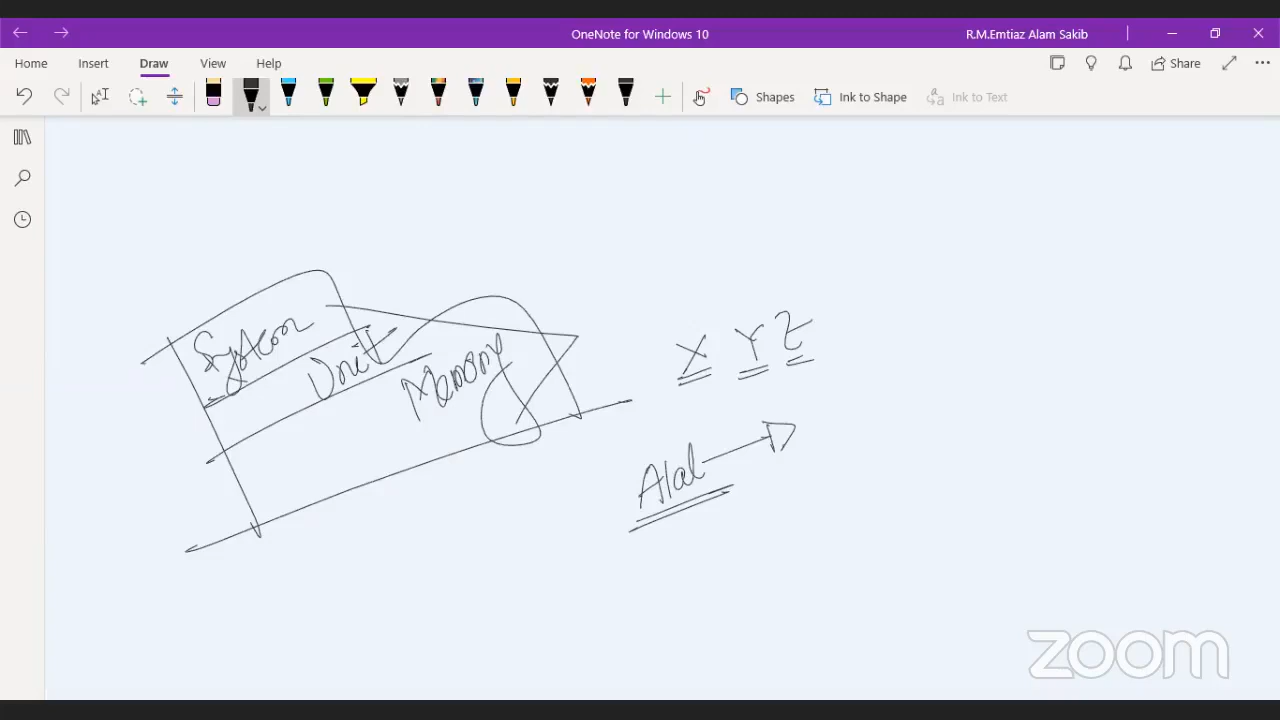 OneNote for Windows 10
R.M.Emtiaz Alam Sakib
Home Insert Draw View Help
Share
Shapes
Ink to Shape
Ink to Text
System
Unit
Memory
X Y Z
Alal
zoom